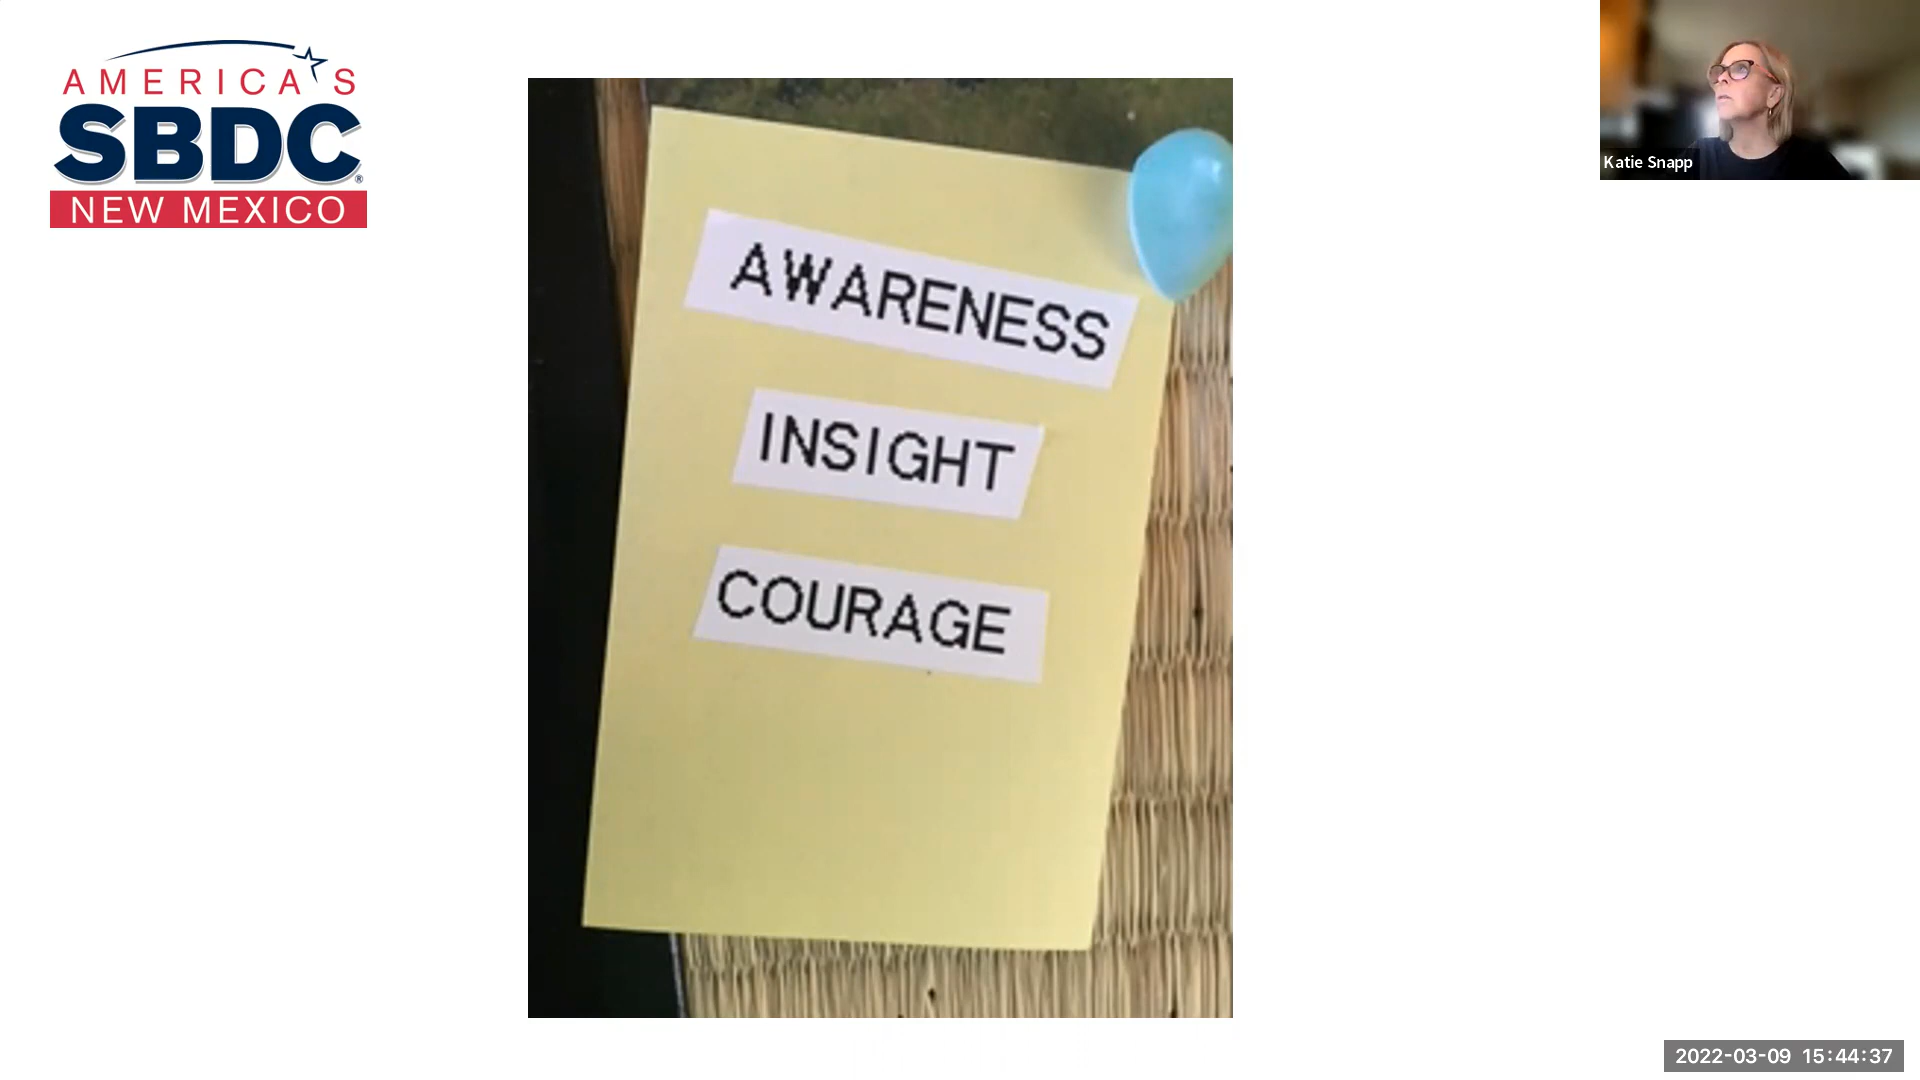 AMERICA'S
SBDC®
NEW MEXICO
AWARENESS
INSIGHT
COURAGE
Katie Snapp
2022-03-09 15:44:37